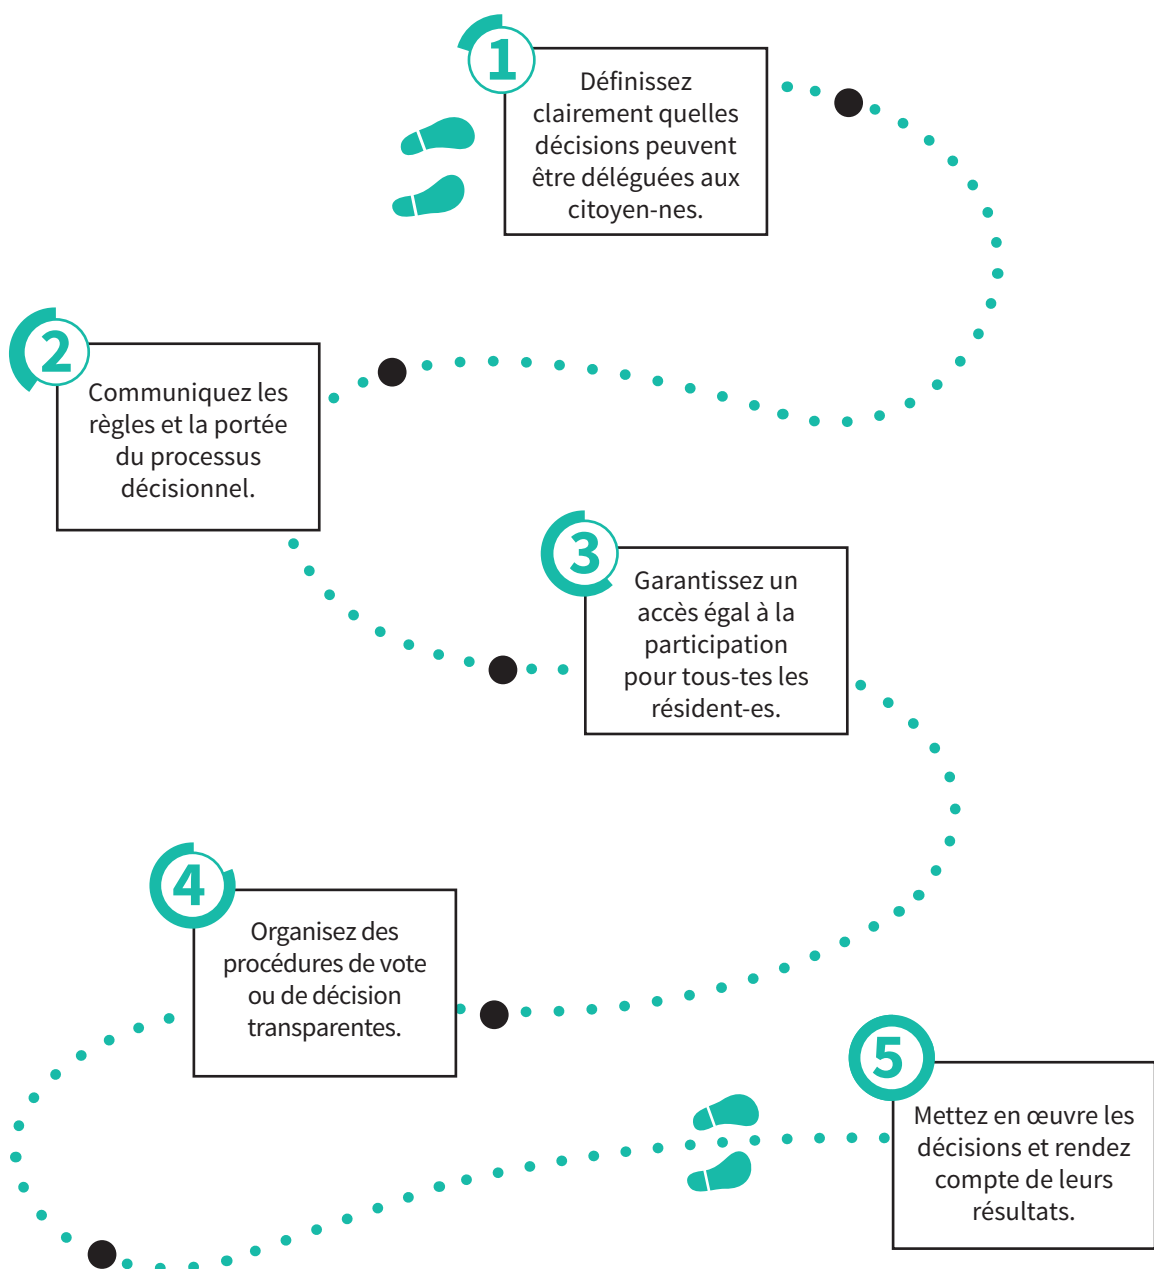 1
Définissez
clairement quelles
décisions peuvent
être déléguées aux
citoyen-nes.
2
Communiquez les
règles et la portée
du processus
décisionnel.
3
Garantissez un
accès égal à la
participation
pour tous-tes les
résident-es.
4
Organisez des
procédures de vote
ou de décision
transparentes.
5
Mettez en œuvre les
décisions et rendez
compte de leurs
résultats.